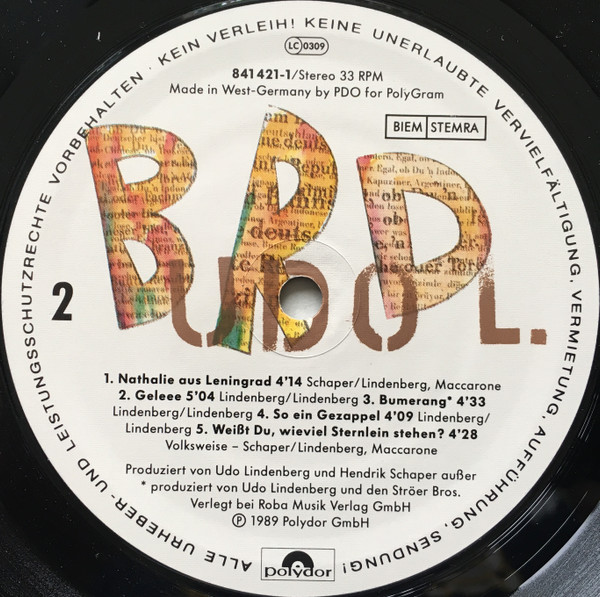 ALLE URHEBER- UND LEISTUNGSSCHUTZRECHTE VORBEHALTEN · KEIN VERLEIH! KEINE UNERLAUBTE VERVIELFÄLTIGUNG, VERMIETUNG, AUFFÜHRUNG, SENDUNG!
LC 0309
841 421-1/Stereo 33 RPM
Made in West-Germany by PDO for PolyGram
BIEM STEMRA
BRD
UDO L.
2
1. Nathalie aus Leningrad 4'14 Schaper/Lindenberg, Maccarone
2. Geleee 5'04 Lindenberg/Lindenberg 3. Bumerang* 4'33
Lindenberg/Lindenberg 4. So ein Gezappel 4'09 Lindenberg/
Lindenberg 5. Weißt Du, wieviel Sternlein stehen? 4'28
Volksweise – Schaper/Lindenberg, Maccarone
Produziert von Udo Lindenberg und Hendrik Schaper außer
* produziert von Udo Lindenberg und den Ströer Bros.
Verlegt bei Roba Musik Verlag GmbH
℗ 1989 Polydor GmbH
polydor